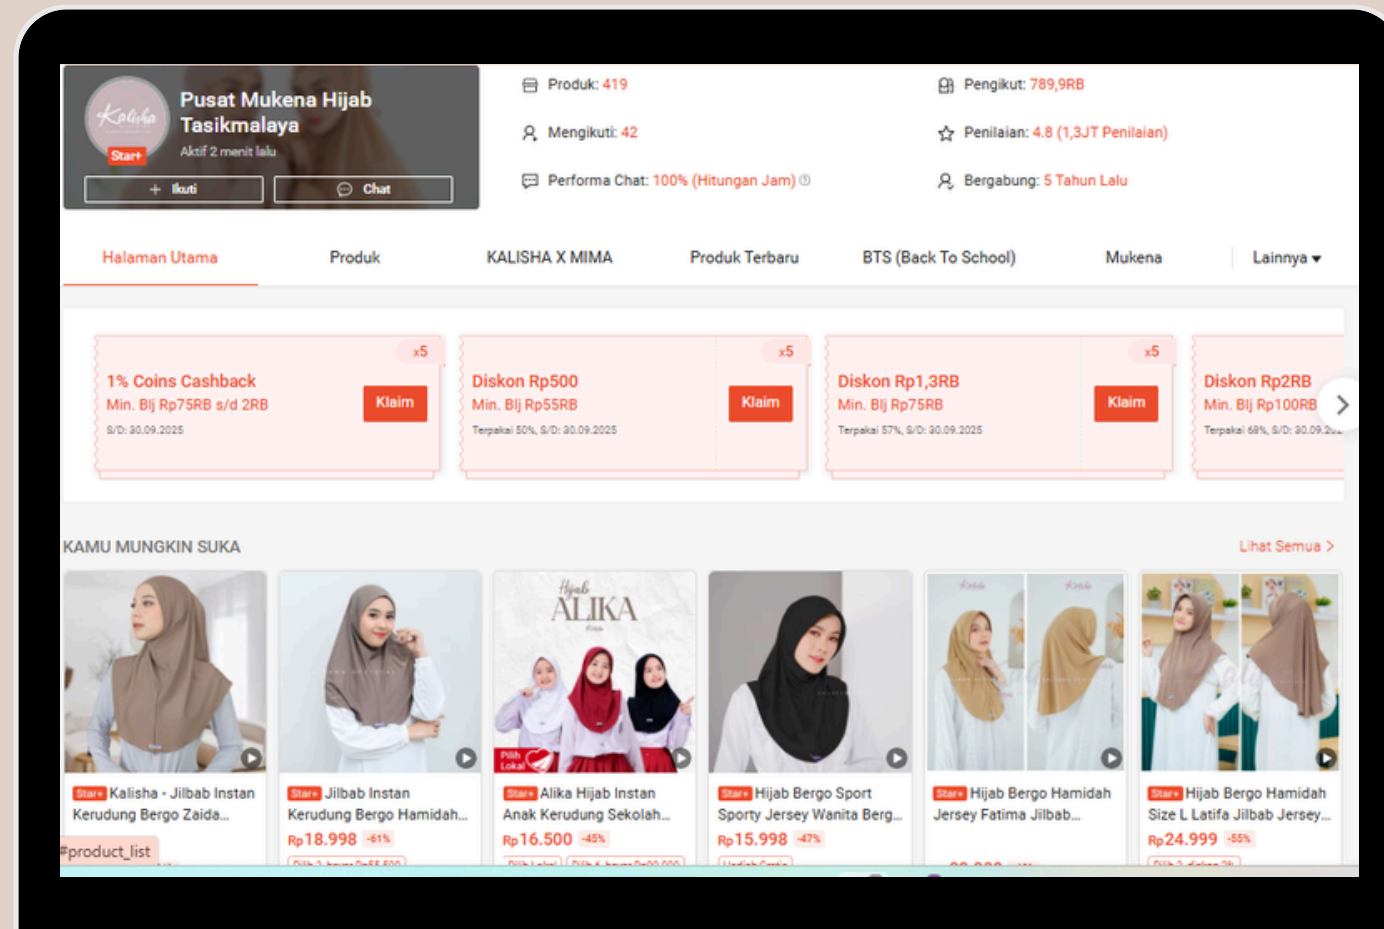 Kalisha
Star+
Pusat Mukena Hijab
Tasikmalaya
Aktif 2 menit lalu
+ Ikuti
Chat
Produk: 419
Mengikuti: 42
Performa Chat: 100% (Hitungan Jam)
Pengikut: 789,9RB
Penilaian: 4.8 (1,3JT Penilaian)
Bergabung: 5 Tahun Lalu
Halaman Utama
Produk
KALISHA X MIMA
Produk Terbaru
BTS (Back To School)
Mukena
Lainnya
x5
1% Coins Cashback
Min. Blj Rp75RB s/d 2RB
S/D: 30.09.2025
Klaim
x5
Diskon Rp500
Min. Blj Rp55RB
Terpakai 50%, S/D: 30.09.2025
Klaim
x5
Diskon Rp1,3RB
Min. Blj Rp75RB
Terpakai 57%, S/D: 30.09.2025
Klaim
Diskon Rp2RB
Min. Blj Rp100RB
Terpakai 68%, S/D:
KAMU MUNGKIN SUKA
Lihat Semua >
Hijab
ALIKA
Pilih
Lokal
Kalisha
Kalisha
Star+ Kalisha - Jilbab Instan
Kerudung Bergo Zaida...
Star+ Jilbab Instan
Kerudung Bergo Hamidah...
Rp18.998 -61%
Star+ Alika Hijab Instan
Anak Kerudung Sekolah...
Rp16.500 -45%
Star+ Hijab Bergo Sport
Sporty Jersey Wanita Berg...
Rp15.998 -47%
Star+ Hijab Bergo Hamidah
Jersey Fatima Jilbab...
Star+ Hijab Bergo Hamidah
Size L Latifa Jilbab Jersey...
Rp24.999 -55%
#product_list